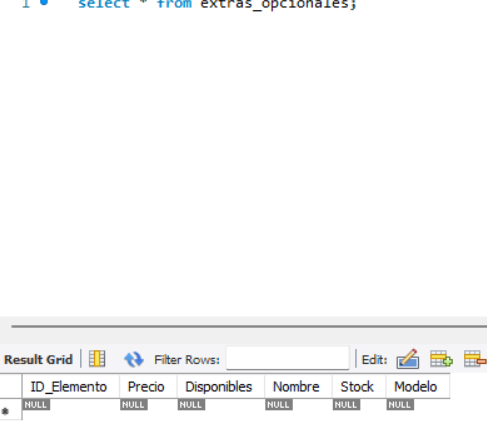 1 select * from extras_opcionales;
Result Grid Filter Rows: Edit:
ID_Elemento Precio Disponibles Nombre Stock Modelo
* NULL NULL NULL NULL NULL NULL